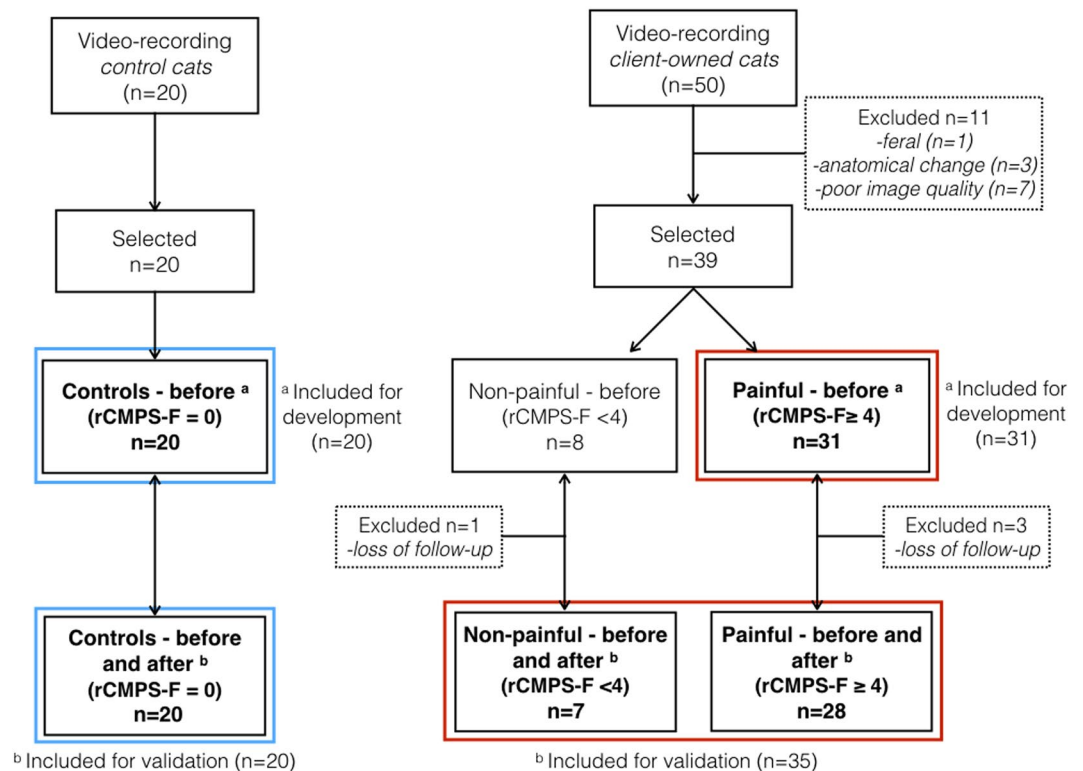 Video-recording
control cats
(n=20)
Video-recording
client-owned cats
(n=50)
Excluded n=11
-feral (n=1)
-anatomical change (n=3)
-poor image quality (n=7)
Selected
n=20
Selected
n=39
Controls - before ᵃ
(rCMPS-F = 0)
n=20
ᵃ Included for
development
(n=20)
Non-painful - before
(rCMPS-F <4)
n=8
Painful - before ᵃ
(rCMPS-F≥ 4)
n=31
ᵃ Included for
development
(n=31)
Excluded n=1
-loss of follow-up
Excluded n=3
-loss of follow-up
Controls - before
and after ᵇ
(rCMPS-F = 0)
n=20
Non-painful - before
and after ᵇ
(rCMPS-F <4)
n=7
Painful - before and
after ᵇ
(rCMPS-F ≥ 4)
n=28
ᵇ Included for validation (n=20)
ᵇ Included for validation (n=35)